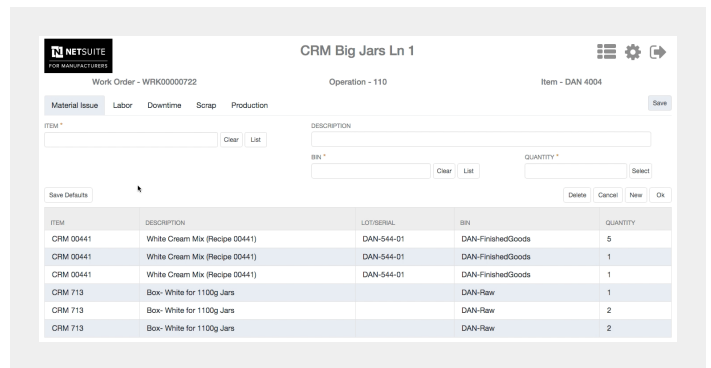 N NETSUITE
FOR MANUFACTURERS
CRM Big Jars Ln 1
Work Order - WRK00000722
Operation - 110
Item - DAN 4004
Material Issue Labor Downtime Scrap Production Save
ITEM * DESCRIPTION
Clear List
BIN * QUANTITY *
Clear List Select
Save Defaults Delete Cancel New Ok
ITEM DESCRIPTION LOT/SERIAL BIN QUANTITY
CRM 00441 White Cream Mix (Recipe 00441) DAN-544-01 DAN-FinishedGoods 5
CRM 00441 White Cream Mix (Recipe 00441) DAN-544-01 DAN-FinishedGoods 1
CRM 00441 White Cream Mix (Recipe 00441) DAN-544-01 DAN-FinishedGoods 1
CRM 713 Box- White for 1100g Jars DAN-Raw 1
CRM 713 Box- White for 1100g Jars DAN-Raw 2
CRM 713 Box- White for 1100g Jars DAN-Raw 2